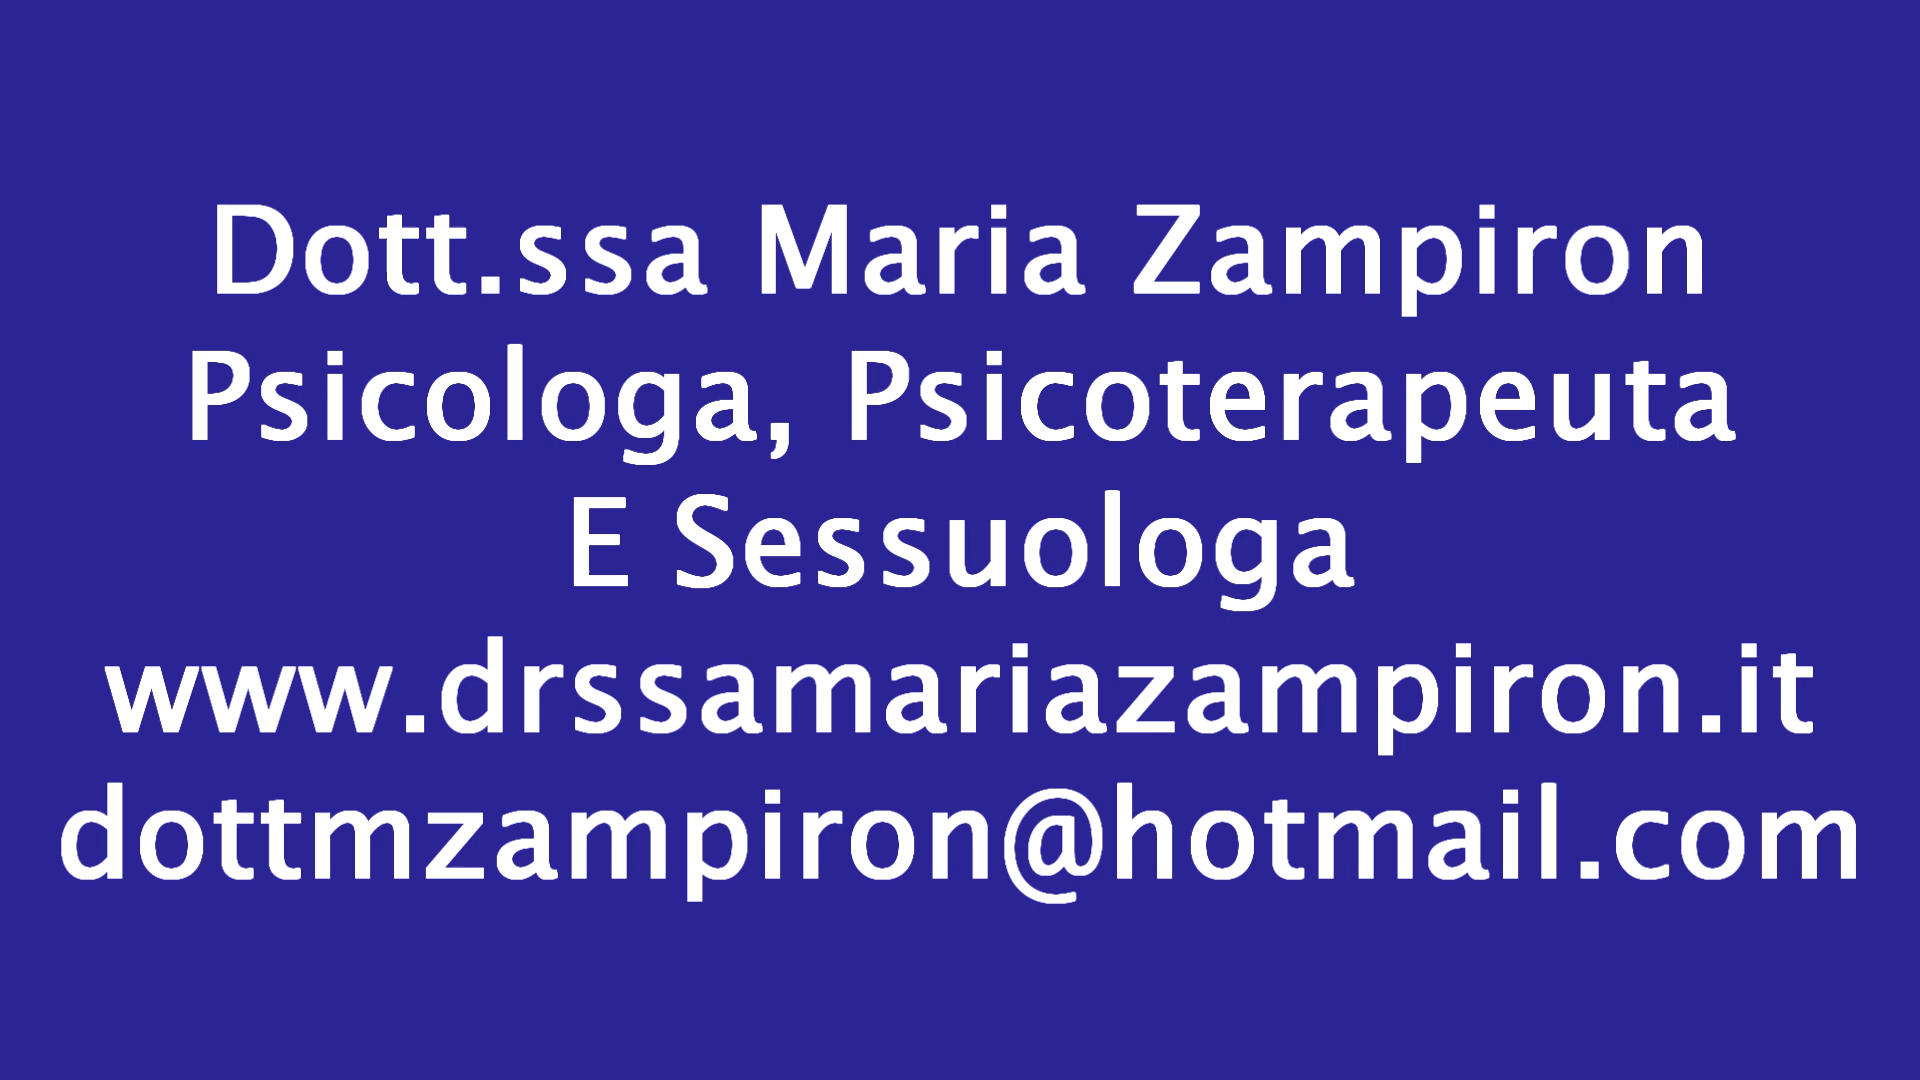 Dott.ssa Maria Zampiron
Psicologa, Psicoterapeuta
E Sessuologa
www.drssamariazampiron.it
dottmzampiron@hotmail.com